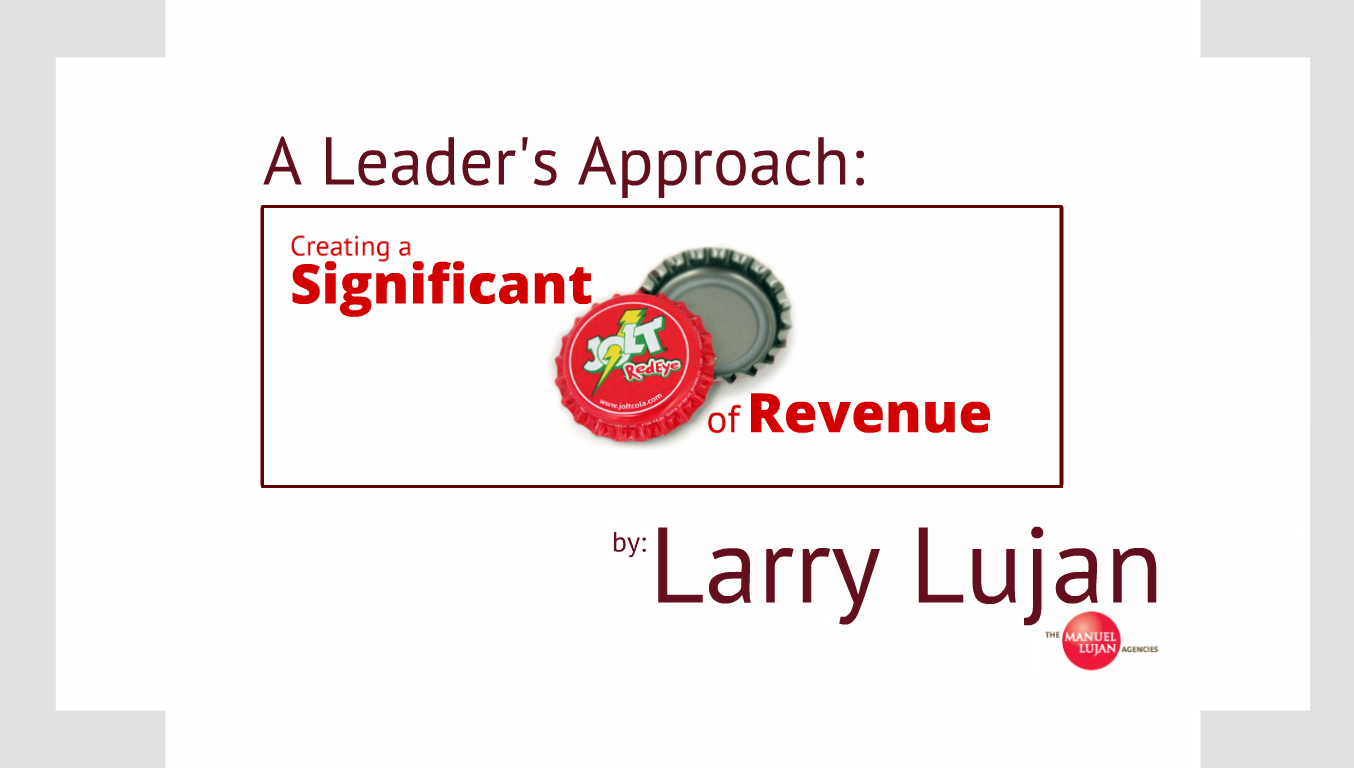 A Leader's Approach:
Creating a
Significant
JOLT
RedEye
www.joltcola.com
of Revenue
by: Larry Lujan
THE MANUEL LUJAN AGENCIES